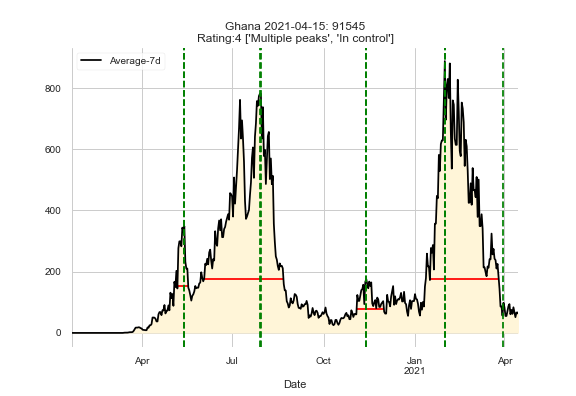 Ghana 2021-04-15: 91545
Rating:4 ['Multiple peaks', 'In control']
Average-7d
800
600
400
200
0
Apr
Jul
Oct
Jan
2021
Apr
Date